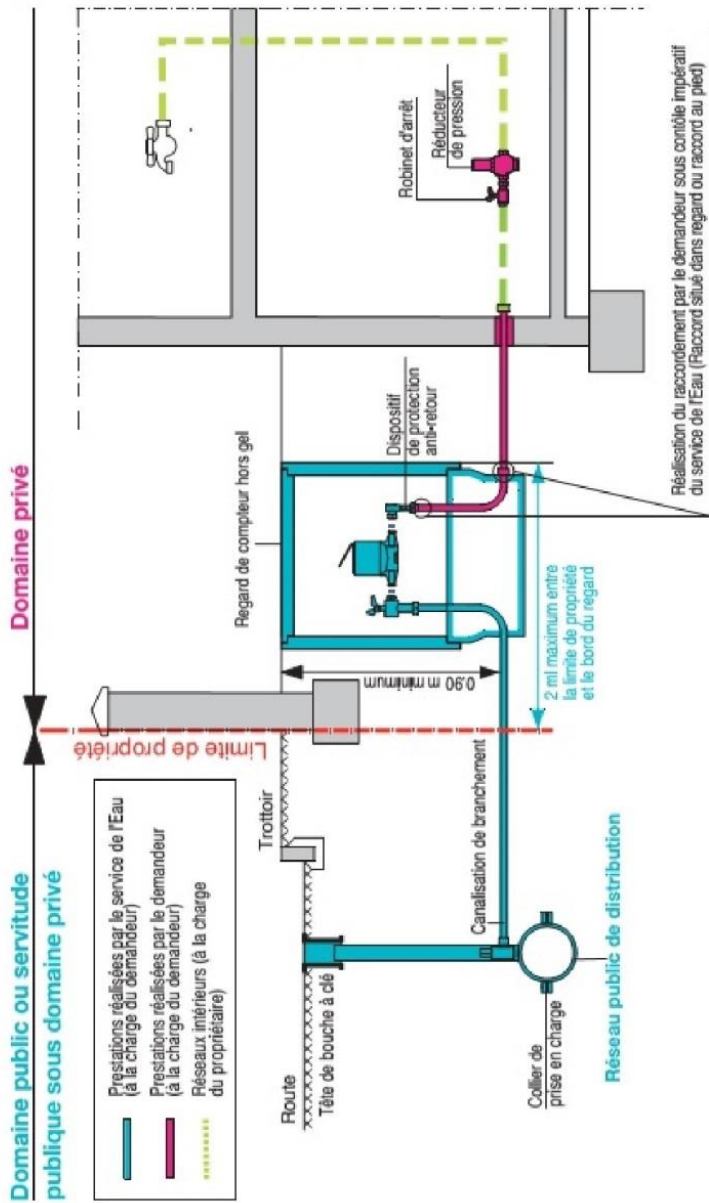 Domaine public ou servitude
publique sous domaine privé
Domaine privé
Prestations réalisées par le service de l'Eau
(à la charge du demandeur)
Prestations réalisées par le demandeur
(à la charge du demandeur)
Réseaux intérieurs (à la charge
du propriétaire)
Limite de propriété
Route
Tête de bouche à clé
Trottoir
Regard de compteur hors gel
0.90 m minimum
Dispositif
de protection
anti-retour
Robinet d'arrêt
Réducteur
de pression
Canalisation de branchement
2 ml maximum entre
la limite de propriété
et le bord du regard
Collier de
prise en charge
Réseau public de distribution
Réalisation du raccordement par le demandeur sous contôle impératif
du service de l'Eau (Raccord situé dans regard ou raccord au pied)